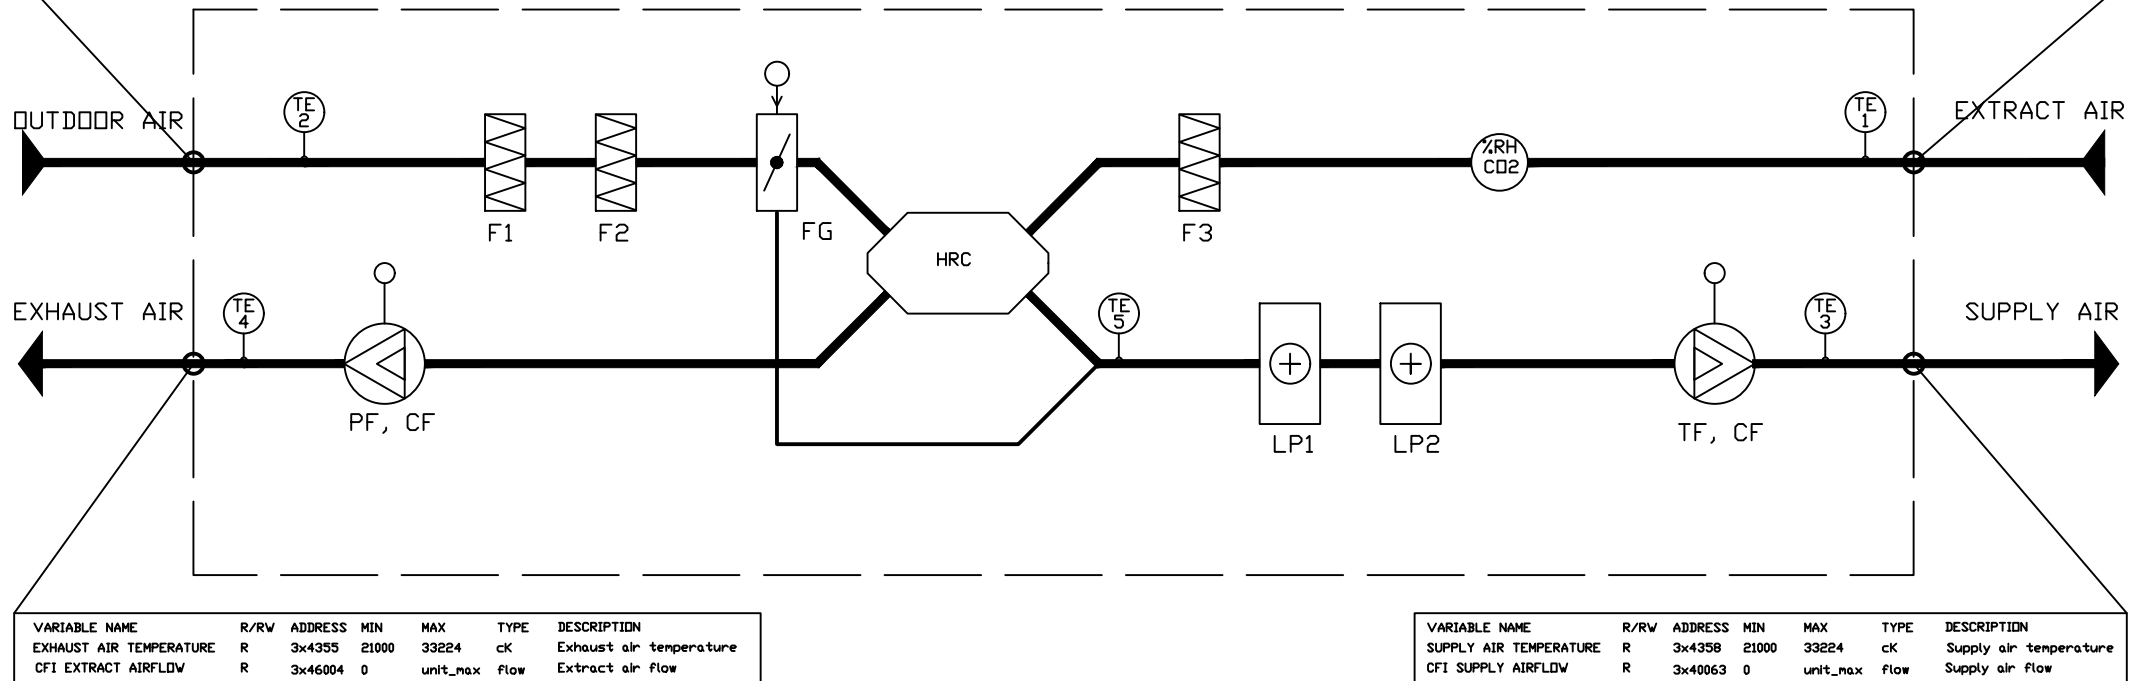 TE
2
TE
1
OUTDOOR AIR
EXTRACT AIR
%RH
CO2
F1
F2
FG
F3
HRC
EXHAUST AIR
TE
4
TE
5
TE
3
SUPPLY AIR
PF, CF
LP1
LP2
TF, CF
VARIABLE NAME R/RW ADDRESS MIN MAX TYPE DESCRIPTION
EXHAUST AIR TEMPERATURE R 3x4355 21000 33224 cK Exhaust air temperature
CFI EXTRACT AIRFLOW R 3x46004 0 unit_max flow Extract air flow
VARIABLE NAME R/RW ADDRESS MIN MAX TYPE DESCRIPTION
SUPPLY AIR TEMPERATURE R 3x4358 21000 33224 cK Supply air temperature
CFI SUPPLY AIRFLOW R 3x40063 0 unit_max flow Supply air flow